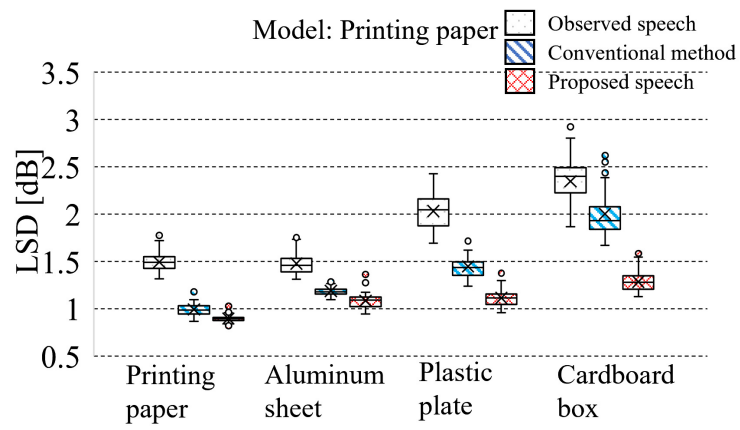 Model: Printing paper
Observed speech
Conventional method
Proposed speech
LSD [dB]
3.5
3
2.5
2
1.5
1
0.5
Printing
paper
Aluminum
sheet
Plastic
plate
Cardboard
box